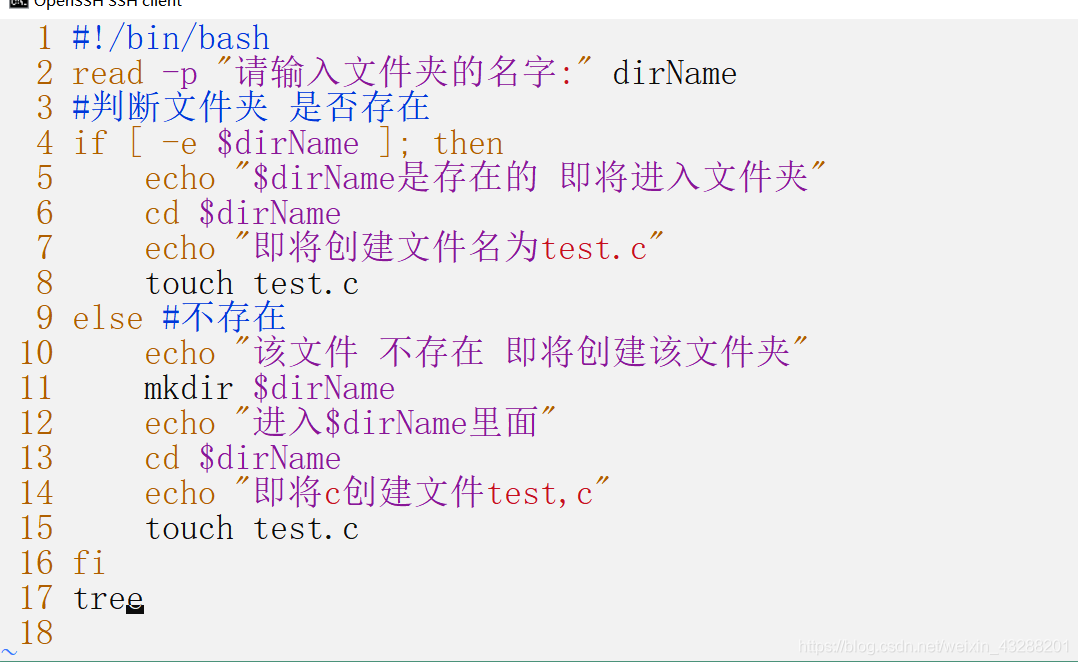 OpenSSH SSH client
1 #!/bin/bash
2 read -p "请输入文件夹的名字:" dirName
3 #判断文件夹 是否存在
4 if [ -e $dirName ]; then
5     echo "$dirName是存在的 即将进入文件夹"
6     cd $dirName
7     echo "即将创建文件名为test.c"
8     touch test.c
9 else #不存在
10     echo "该文件 不存在 即将创建该文件夹"
11     mkdir $dirName
12     echo "进入$dirName里面"
13     cd $dirName
14     echo "即将c创建文件test,c"
15     touch test.c
16 fi
17 tree
18
~
https://blog.csdn.net/weixin_43288201